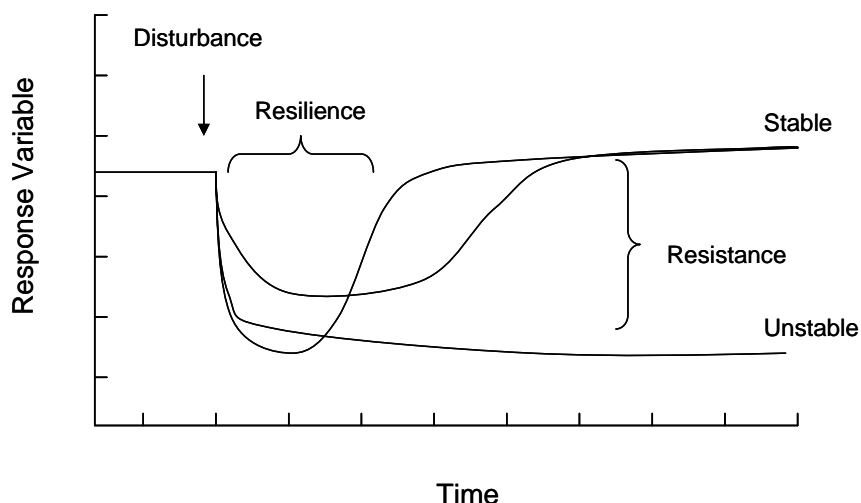 Disturbance
Resilience
Stable
Response Variable
Resistance
Unstable
Time